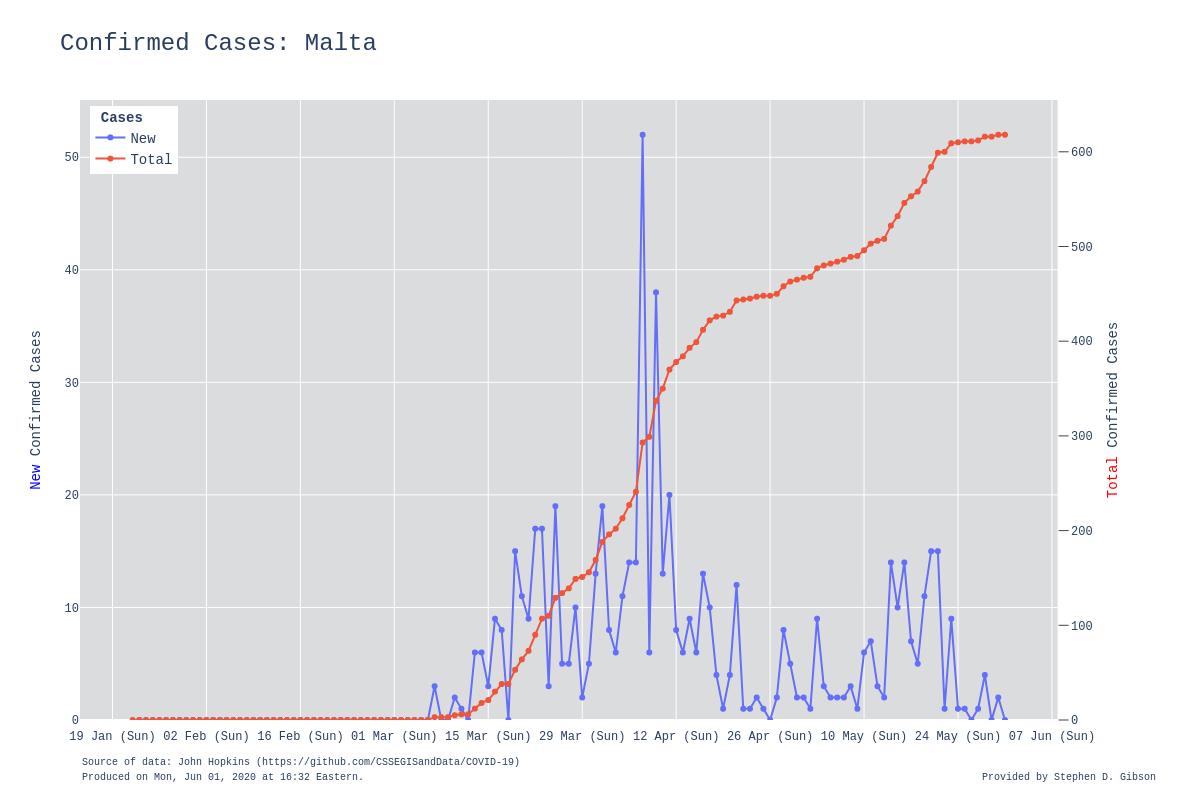 Confirmed Cases: Malta
Cases
New
Total
50
40
30
20
10
0
600
500
400
300
200
100
0
New Confirmed Cases
Total Confirmed Cases
19 Jan (Sun) 02 Feb (Sun) 16 Feb (Sun) 01 Mar (Sun) 15 Mar (Sun) 29 Mar (Sun) 12 Apr (Sun) 26 Apr (Sun) 10 May (Sun) 24 May (Sun) 07 Jun (Sun)
Source of data: John Hopkins (https://github.com/CSSEGISandData/COVID-19)
Produced on Mon, Jun 01, 2020 at 16:32 Eastern.
Provided by Stephen D. Gibson